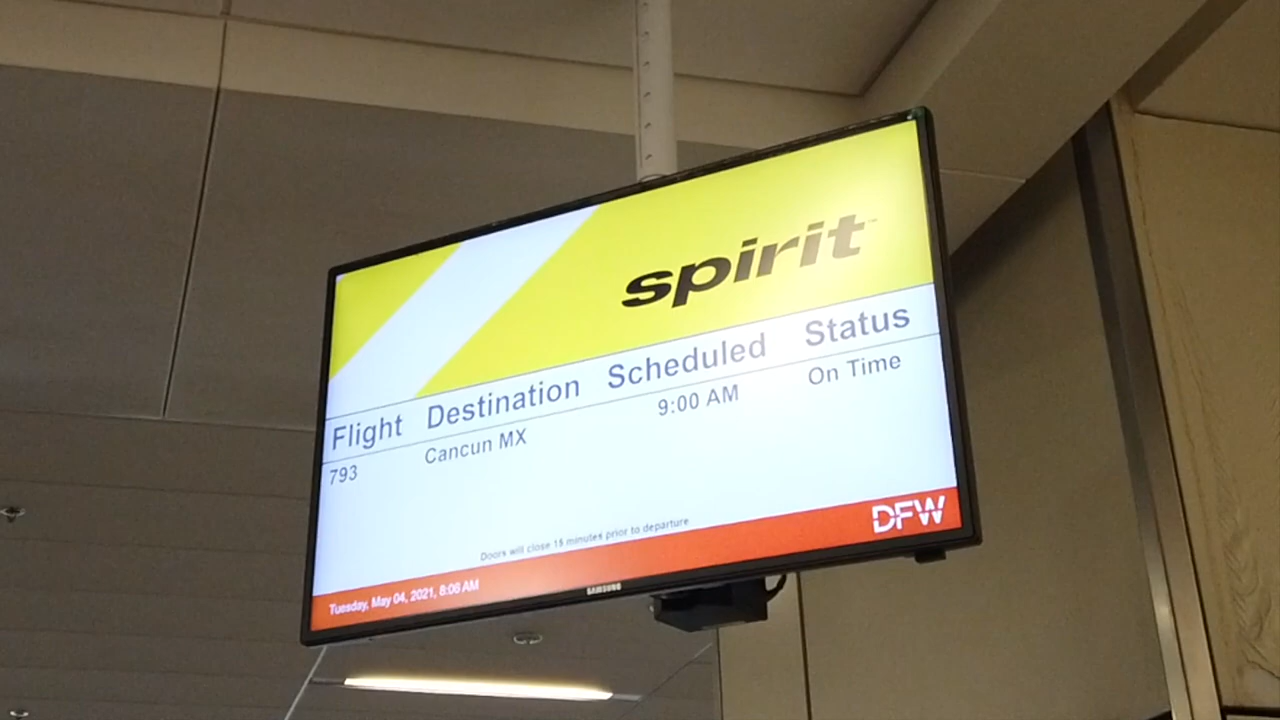 spirit™
Flight Destination Scheduled Status
793 Cancun MX 9:00 AM On Time
Doors will close 15 minutes prior to departure
Tuesday, May 04, 2021, 8:06 AM
DFW
SAMSUNG